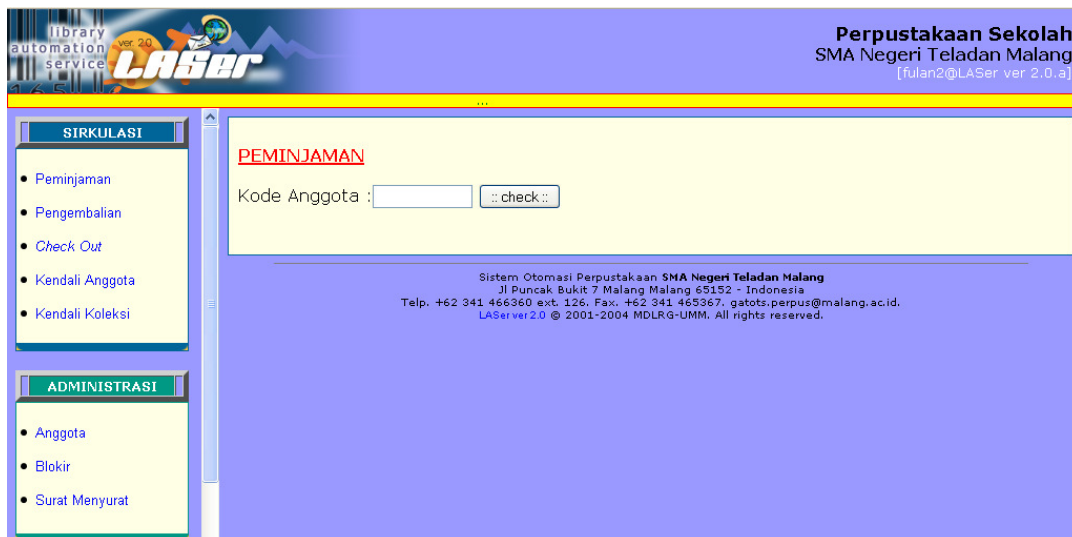 library
automation
service
ver. 2.0
LASer
Perpustakaan Sekolah
SMA Negeri Teladan Malang
[fulan2@LASer ver 2.0.a]
...
SIRKULASI
Peminjaman
Pengembalian
Check Out
Kendali Anggota
Kendali Koleksi
ADMINISTRASI
Anggota
Blokir
Surat Menyurat
PEMINJAMAN
Kode Anggota : :: check ::
Sistem Otomasi Perpustakaan SMA Negeri Teladan Malang
Jl Puncak Bukit 7 Malang Malang 65152 - Indonesia
Telp. +62 341 466360 ext. 126. Fax. +62 341 465367. gatots.perpus@malang.ac.id.
LASer ver 2.0 @ 2001-2004 MDLRG-UMM. All rights reserved.